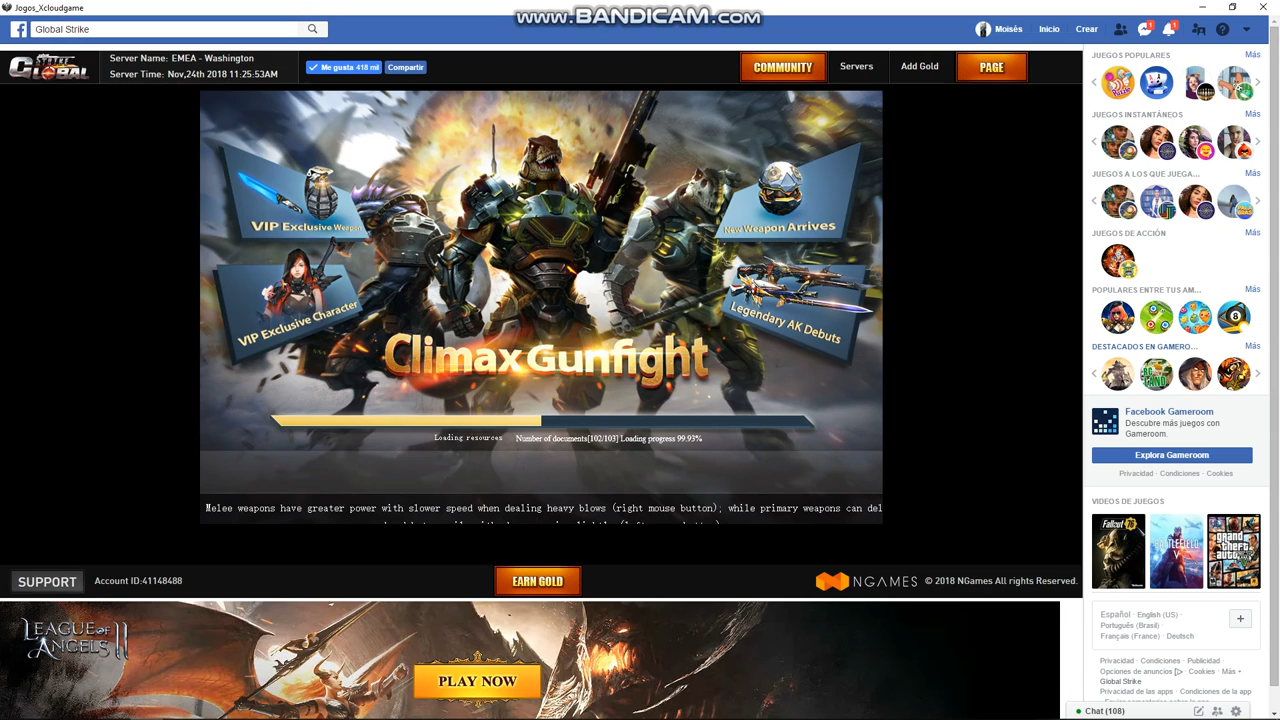 Jogos_Xcloudgame
www.BANDICAM.com
Global Strike
Moisés
Inicio
Crear
1
1
STRIKE GLOBAL
Server Name: EMEA - Washington
Server Time: Nov,24th 2018 11:25:53AM
Me gusta 418 mil
Compartir
COMMUNITY
Servers
Add Gold
PAGE
VIP Exclusive Weapon
New Weapon Arrives
VIP Exclusive Character
Legendary AK Debuts
Climax Gunfight
Loading resources
Number of documents[102/103] Loading progress 99.93%
Melee weapons have greater power with slower speed when dealing heavy blows (right mouse button); while primary weapons can del
SUPPORT
Account ID:41148488
EARN GOLD
NGAMES
© 2018 NGames All rights Reserved.
LEAGUE OF ANGELS II
PLAY NOW
JUEGOS POPULARES
Más
JUEGOS INSTANTÁNEOS
Más
JUEGOS A LOS QUE JUEGA...
Más
JUEGOS DE ACCIÓN
Más
POPULARES ENTRE TUS AM...
Más
8
DESTACADOS EN GAMERO...
Más
Facebook Gameroom
Descubre más juegos con
Gameroom.
Explora Gameroom
Privacidad · Condiciones · Cookies
VIDEOS DE JUEGOS
Fallout 76
BATTLEFIELD V
grand theft auto V
Español · English (US) ·
Português (Brasil) ·
Français (France) · Deutsch
+
Privacidad · Condiciones · Publicidad ·
Opciones de anuncios · Cookies · Más
Global Strike
Privacidad de las apps · Condiciones de la app
Chat (108)